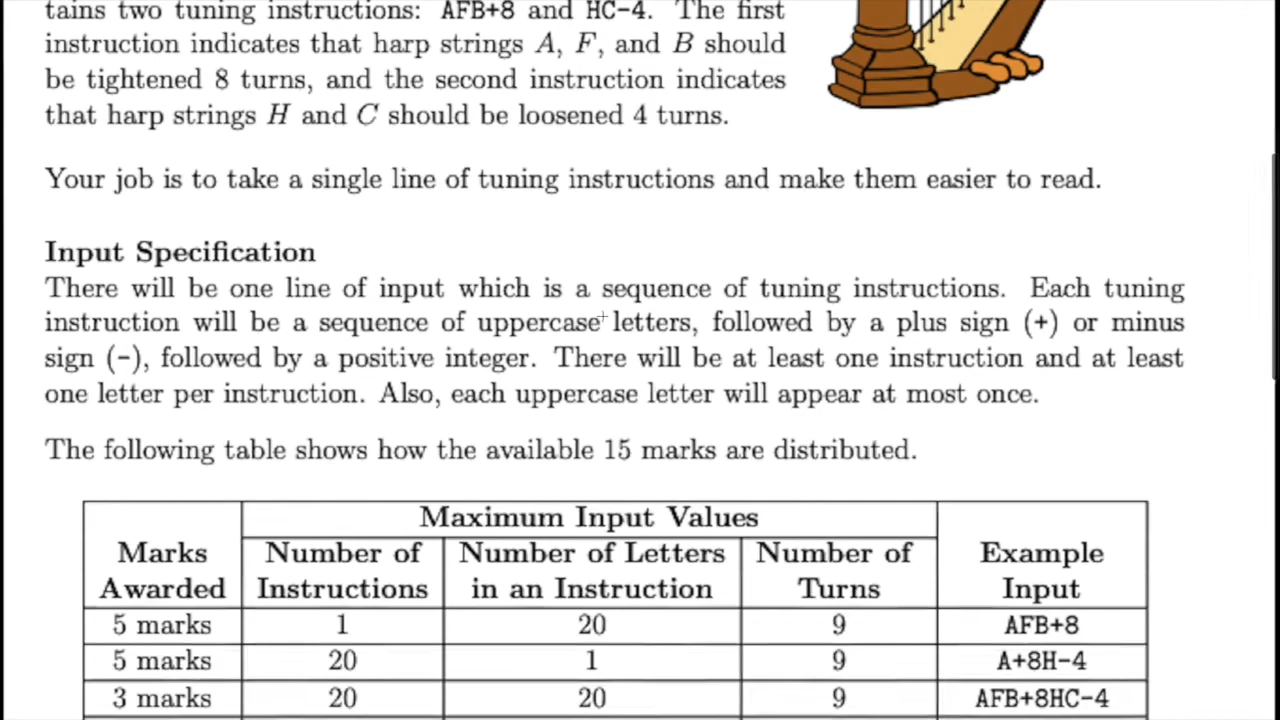 tains two tuning instructions: AFB+8 and HC-4. The first
instruction indicates that harp strings A, F, and B should
be tightened 8 turns, and the second instruction indicates
that harp strings H and C should be loosened 4 turns.
Your job is to take a single line of tuning instructions and make them easier to read.
Input Specification
There will be one line of input which is a sequence of tuning instructions. Each tuning
instruction will be a sequence of uppercase letters, followed by a plus sign (+) or minus
sign (-), followed by a positive integer. There will be at least one instruction and at least
one letter per instruction. Also, each uppercase letter will appear at most once.
The following table shows how the available 15 marks are distributed.
Maximum Input Values
Marks Number of Number of Letters Number of Example
Awarded Instructions in an Instruction Turns Input
5 marks 1 20 9 AFB+8
5 marks 20 1 9 A+8H-4
3 marks 20 20 9 AFB+8HC-4